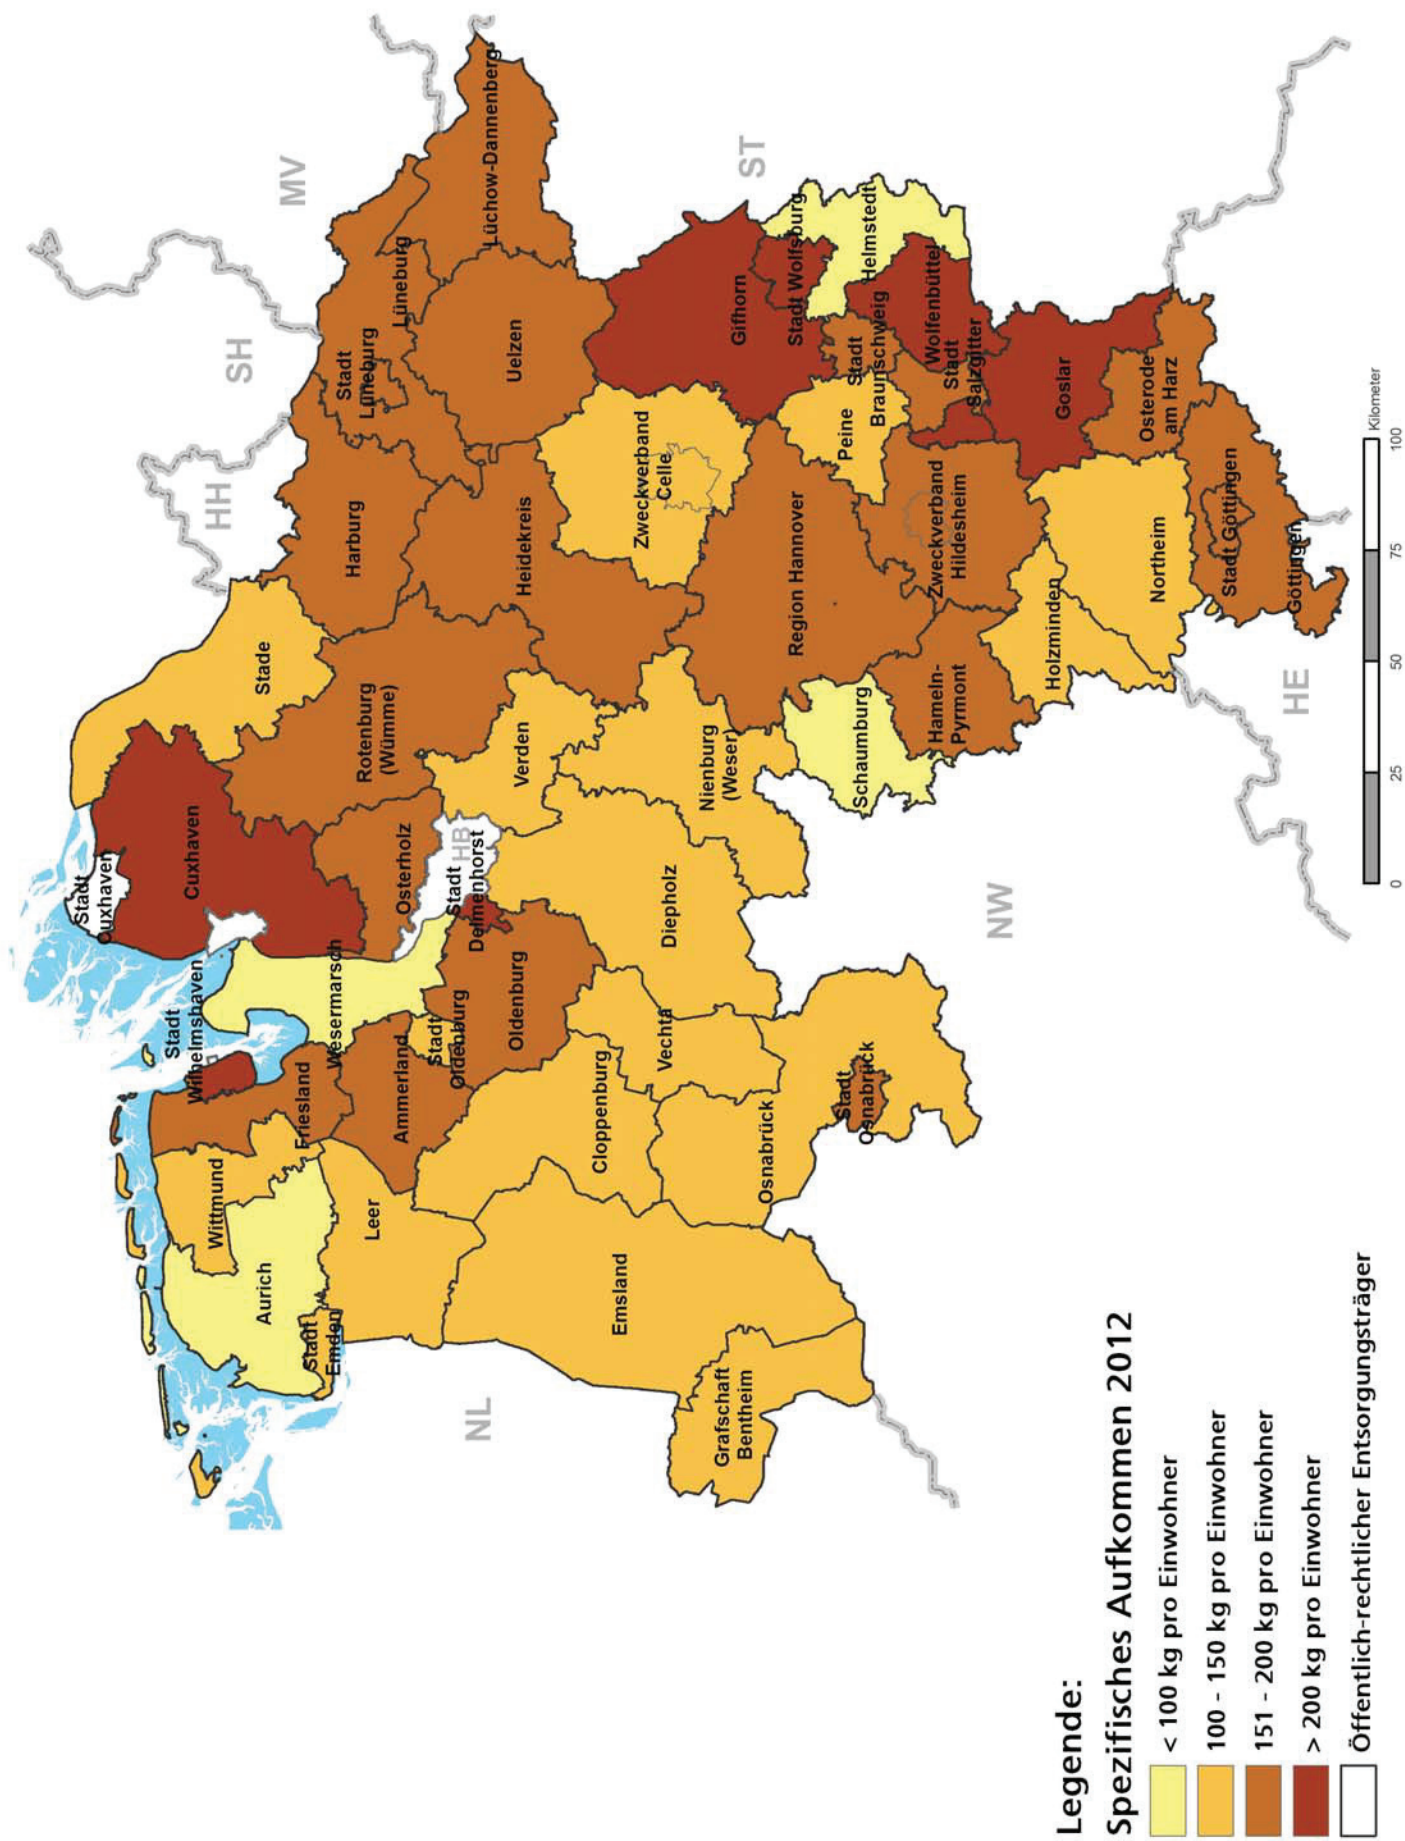 MV
SH
HH
ST
HB
NL
NW
HE
Stadt
Cuxhaven
Cuxhaven
Stade
Stadt
Wilhelmshaven
Wesermarsch
Wittmund
Friesland
Aurich
Stadt
Emden
Leer
Ammerland
Stadt
Oldenburg
Oldenburg
Stadt
Delmenhorst
Osterholz
Rotenburg
(Wümme)
Harburg
Stadt
Lüneburg
Lüneburg
Lüchow-Dannenberg
Uelzen
Heidekreis
Verden
Zweckverband
Celle
Gifhorn
Stadt Wolfsburg
Helmstedt
Stadt
Braunschweig
Wolfenbüttel
Stadt
Salzgitter
Peine
Region Hannover
Nienburg
(Weser)
Diepholz
Vechta
Cloppenburg
Emsland
Grafschaft
Bentheim
Osnabrück
Stadt
Osnabrück
Schaumburg
Hameln-
Pyrmont
Zweckverband
Hildesheim
Holzminden
Northeim
Goslar
Osterode
am Harz
Stadt Göttingen
Göttingen
Legende:
Spezifisches Aufkommen 2012
< 100 kg pro Einwohner
100 - 150 kg pro Einwohner
151 - 200 kg pro Einwohner
> 200 kg pro Einwohner
Öffentlich-rechtlicher Entsorgungsträger
0 25 50 75 100
Kilometer